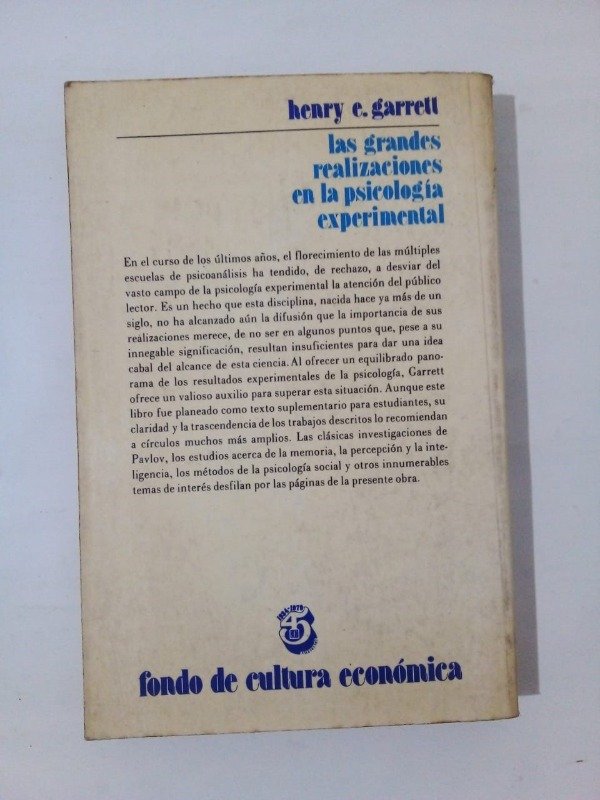 henry e. garrett
las grandes
realizaciones
en la psicología
experimental
En el curso de los últimos años, el florecimiento de las múltiples
escuelas de psicoanálisis ha tendido, de rechazo, a desviar del
vasto campo de la psicología experimental la atención del público
lector. Es un hecho que esta disciplina, nacida hace ya más de un
siglo, no ha alcanzado aún la difusión que la importancia de sus
realizaciones merece, de no ser en algunos puntos que, pese a su
innegable significación, resultan insuficientes para dar una idea
cabal del alcance de esta ciencia. Al ofrecer un equilibrado pano-
rama de los resultados experimentales de la psicología, Garrett
ofrece un valioso auxilio para superar esta situación. Aunque este
libro fue planeado como texto suplementario para estudiantes, su
claridad y la trascendencia de los trabajos descritos lo recomiendan
a círculos mucho más amplios. Las clásicas investigaciones de
Pavlov, los estudios acerca de la memoria, la percepción y la inte-
ligencia, los métodos de la psicología social y otros innumerables
temas de interés desfilan por las páginas de la presente obra.
1934-1979
45
fondo de cultura económica